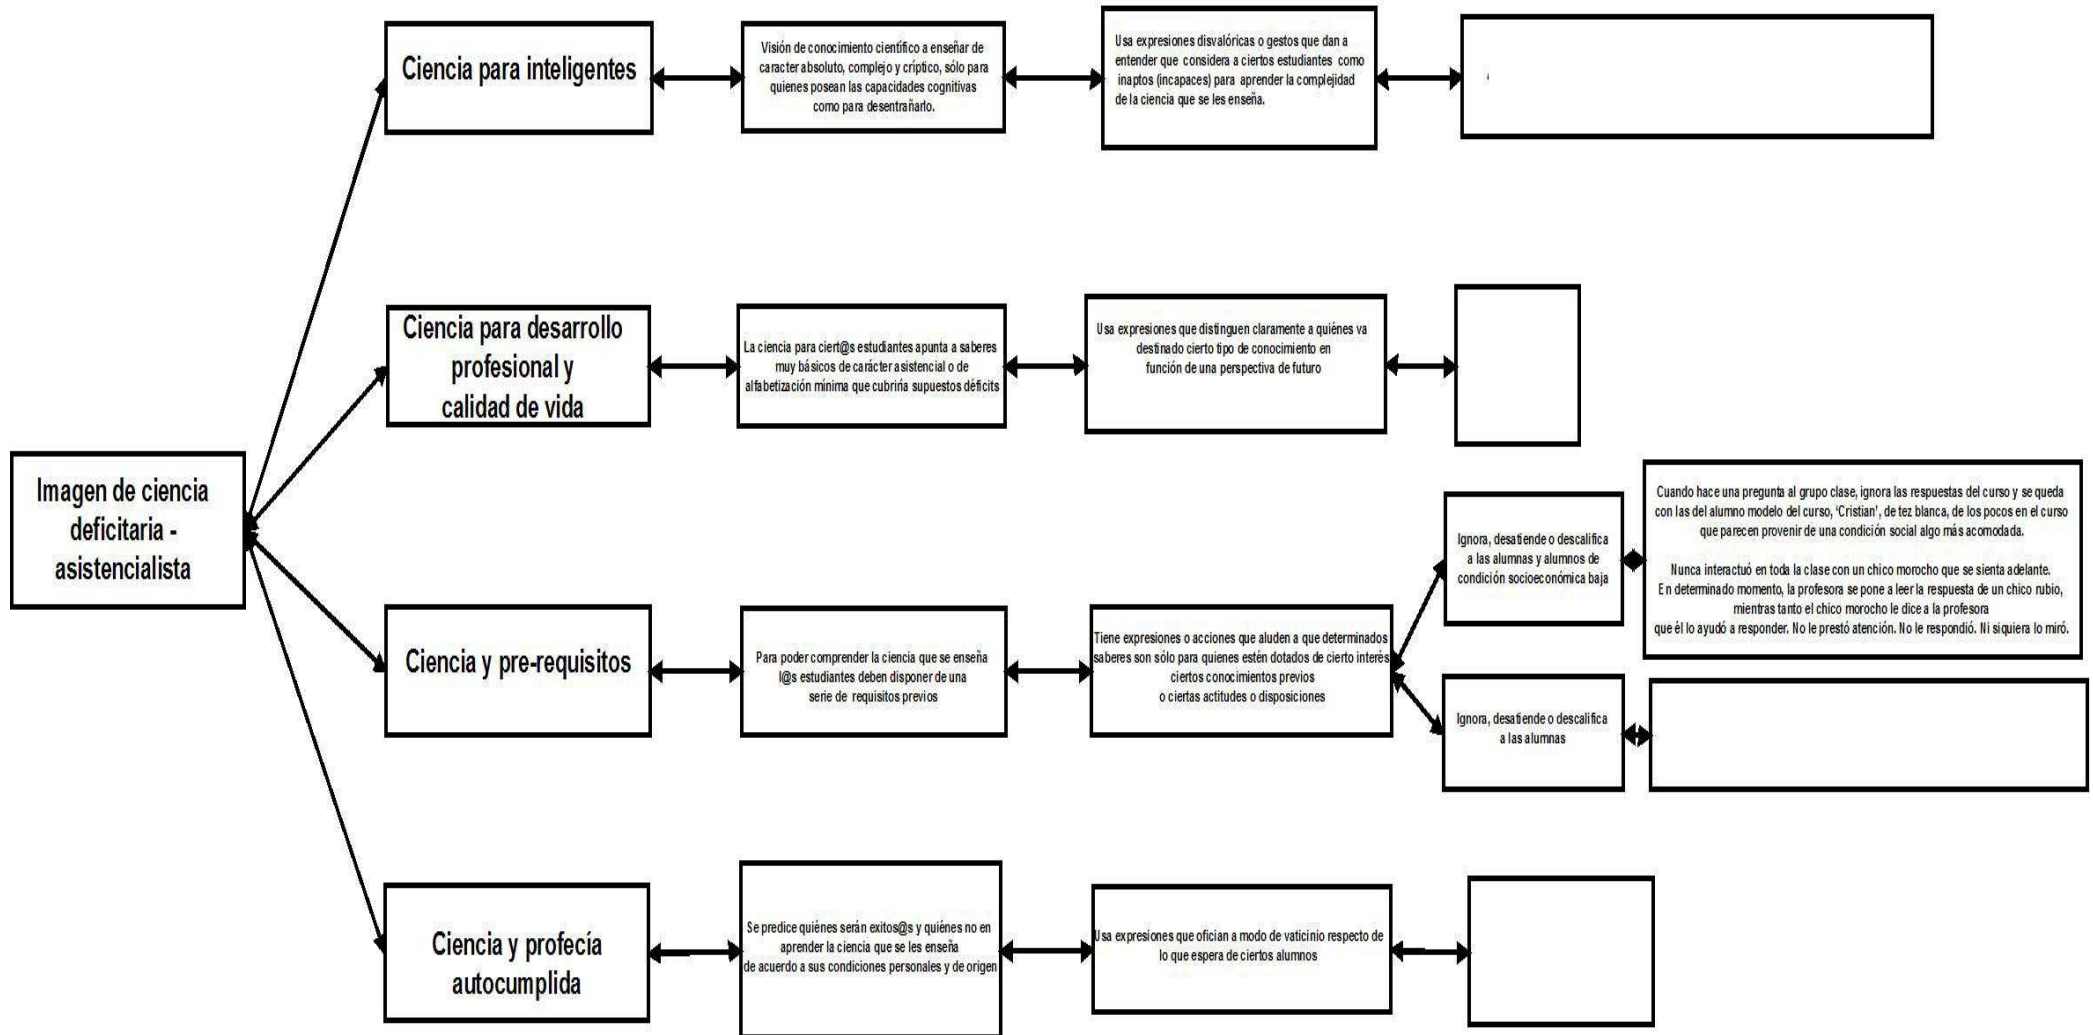 Ciencia para inteligentes
Visión de conocimiento científico a enseñar de
caracter absoluto, complejo y críptico, sólo para
quienes posean las capacidades cognitivas
como para desentrañarlo.
Usa expresiones disvalóricas o gestos que dan a
entender que considera a ciertos estudiantes como
inaptos (incapaces) para aprender la complejidad
de la ciencia que se les enseña.
Ciencia para desarrollo
profesional y
calidad de vida
La ciencia para ciert@s estudiantes apunta a saberes
muy básicos de carácter asistencial o de
alfabetización mínima que cubriría supuestos déficits
Usa expresiones que distinguen claramente a quiénes va
destinado cierto tipo de conocimiento en
función de una perspectiva de futuro
Imagen de ciencia
deficitaria -
asistencialista
Ciencia y pre-requisitos
Para poder comprender la ciencia que se enseña
l@s estudiantes deben disponer de una
serie de requisitos previos
Tiene expresiones o acciones que aluden a que determinados
saberes son sólo para quienes estén dotados de cierto interés
ciertos conocimientos previos
o ciertas actitudes o disposiciones
Ignora, desatiende o descalifica
a las alumnas y alumnos de
condición socioeconómica baja
Cuando hace una pregunta al grupo clase, ignora las respuestas del curso y se queda
con las del alumno modelo del curso, ‘Cristian’, de tez blanca, de los pocos en el curso
que parecen provenir de una condición social algo más acomodada.
Nunca interactuó en toda la clase con un chico morocho que se sienta adelante.
En determinado momento, la profesora se pone a leer la respuesta de un chico rubio,
mientras tanto el chico morocho le dice a la profesora
que él lo ayudó a responder. No le prestó atención. No le respondió. Ni siquiera lo miró.
Ignora, desatiende o descalifica
a las alumnas
Ciencia y profecía
autocumplida
Se predice quiénes serán exitos@s y quiénes no en
aprender la ciencia que se les enseña
de acuerdo a sus condiciones personales y de origen
Usa expresiones que ofician a modo de vaticinio respecto de
lo que espera de ciertos alumnos